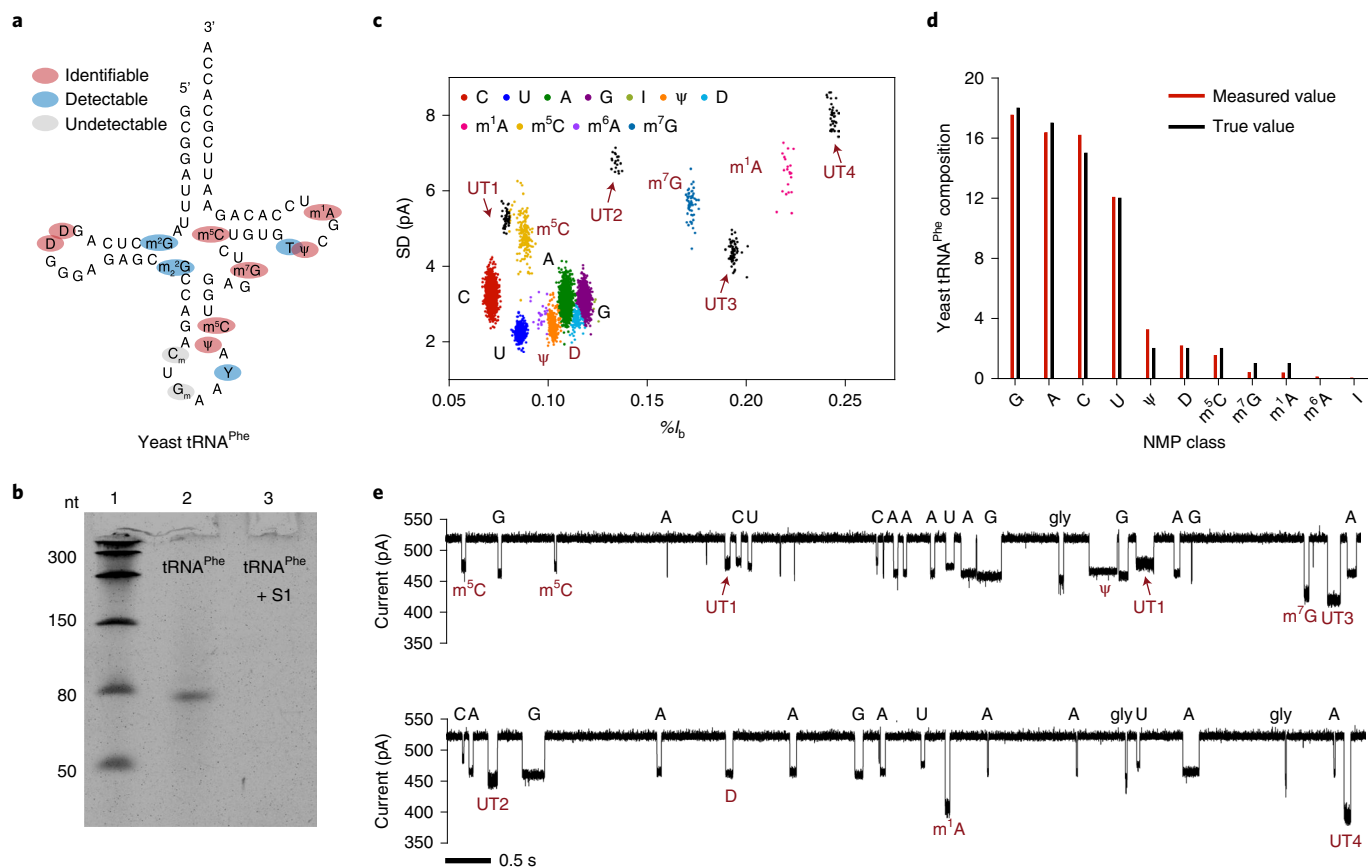 a
Identifiable
Detectable
Undetectable
3'
A
C
C
A
C
G
C
U
U
A
A
5'
G
C
G
G
A
U
U
U
A
G A C A C C U m¹A
G
C
m⁵C U G U G T ψ
D D G A C U C m²G
G G G A G A G C m₂²G
C
U
m⁷G
G
A
C
C
A
G
A
G
G
U
m⁵C
ψ
Cm
A
U
Y
Gm
A
A
Yeast tRNAPhe
b
nt
1
2
3
300
150
80
50
tRNAPhe
tRNAPhe
+ S1
c
C U A G I ψ D
m¹A m⁵C m⁶A m⁷G
SD (pA)
8
6
4
2
UT1
m⁵C
UT2
m⁷G
m¹A
UT4
UT3
A
C
G
U
ψ
D
0.05 0.10 0.15 0.20 0.25
%Ib
d
Measured value
True value
Yeast tRNAPhe composition
20
16
12
8
4
0
G A C U ψ D m⁵C m⁷G m¹A m⁶A I
NMP class
e
Current (pA)
550
500
450
400
350
G A C U C A A A U A G gly G A G A
m⁵C m⁵C UT1 ψ UT1 m⁷G UT3
Current (pA)
550
500
450
400
350
C A G A A G A U A A gly U A gly A
UT2 D m¹A UT4
0.5 s